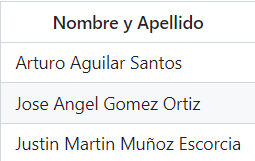 Nombre y Apellido
Arturo Aguilar Santos
Jose Angel Gomez Ortiz
Justin Martin Muñoz Escorcia